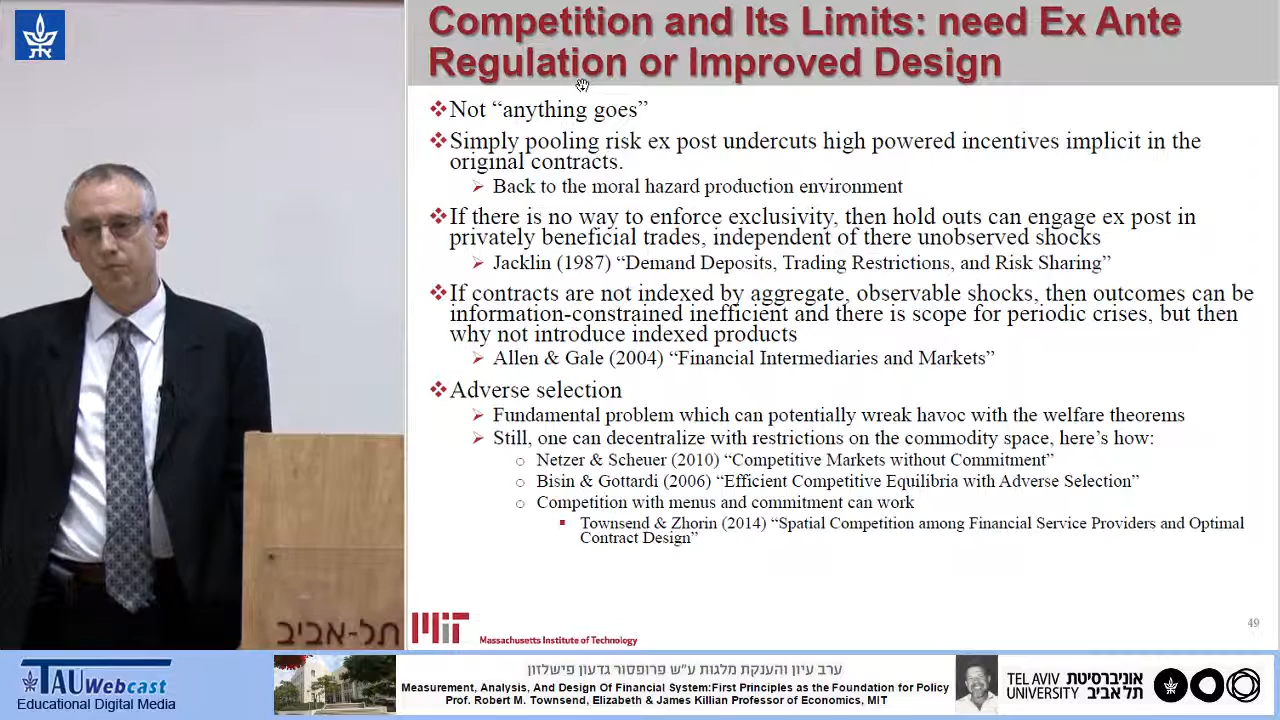 Competition and Its Limits: need Ex Ante
Regulation or Improved Design
Not “anything goes”
Simply pooling risk ex post undercuts high powered incentives implicit in the
original contracts.
Back to the moral hazard production environment
If there is no way to enforce exclusivity, then hold outs can engage ex post in
privately beneficial trades, independent of there unobserved shocks
Jacklin (1987) “Demand Deposits, Trading Restrictions, and Risk Sharing”
If contracts are not indexed by aggregate, observable shocks, then outcomes can be
information-constrained inefficient and there is scope for periodic crises, but then
why not introduce indexed products
Allen & Gale (2004) “Financial Intermediaries and Markets”
Adverse selection
Fundamental problem which can potentially wreak havoc with the welfare theorems
Still, one can decentralize with restrictions on the commodity space, here’s how:
Netzer & Scheuer (2010) “Competitive Markets without Commitment”
Bisin & Gottardi (2006) “Efficient Competitive Equilibria with Adverse Selection”
Competition with menus and commitment can work
Townsend & Zhorin (2014) “Spatial Competition among Financial Service Providers and Optimal
Contract Design”
49
MIT
Massachusetts Institute of Technology
תל-אביב
TAU Webcast
Educational Digital Media
ערב עיון והענקת מלגות ע"ש פרופסור גדעון פישלזון
Measurement, Analysis, And Design Of Financial System:First Principles as the Foundation for Policy
Prof. Robert M. Townsend, Elizabeth & James Killian Professor of Economics, MIT
TEL AVIV אוניברסיטת
UNIVERSITY תל אביב